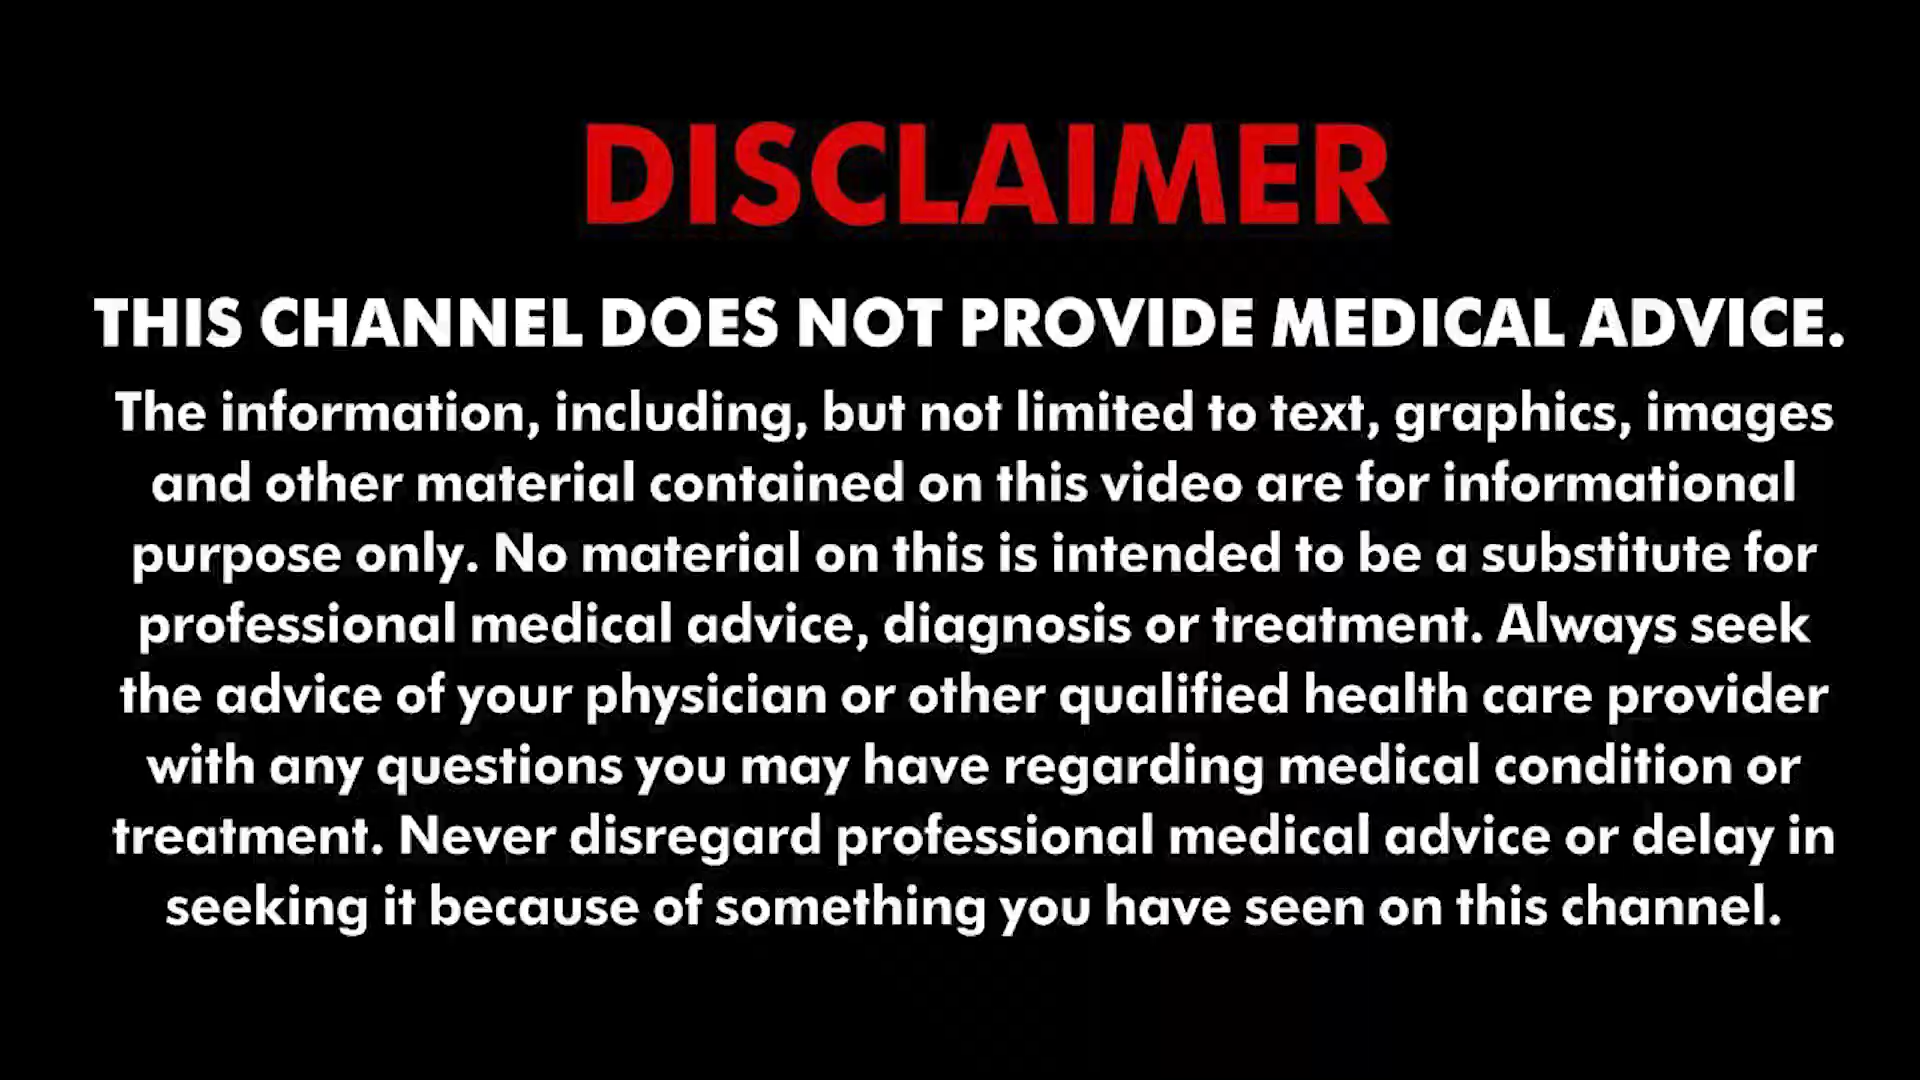 DISCLAIMER
THIS CHANNEL DOES NOT PROVIDE MEDICAL ADVICE.
The information, including, but not limited to text, graphics, images
and other material contained on this video are for informational
purpose only. No material on this is intended to be a substitute for
professional medical advice, diagnosis or treatment. Always seek
the advice of your physician or other qualified health care provider
with any questions you may have regarding medical condition or
treatment. Never disregard professional medical advice or delay in
seeking it because of something you have seen on this channel.